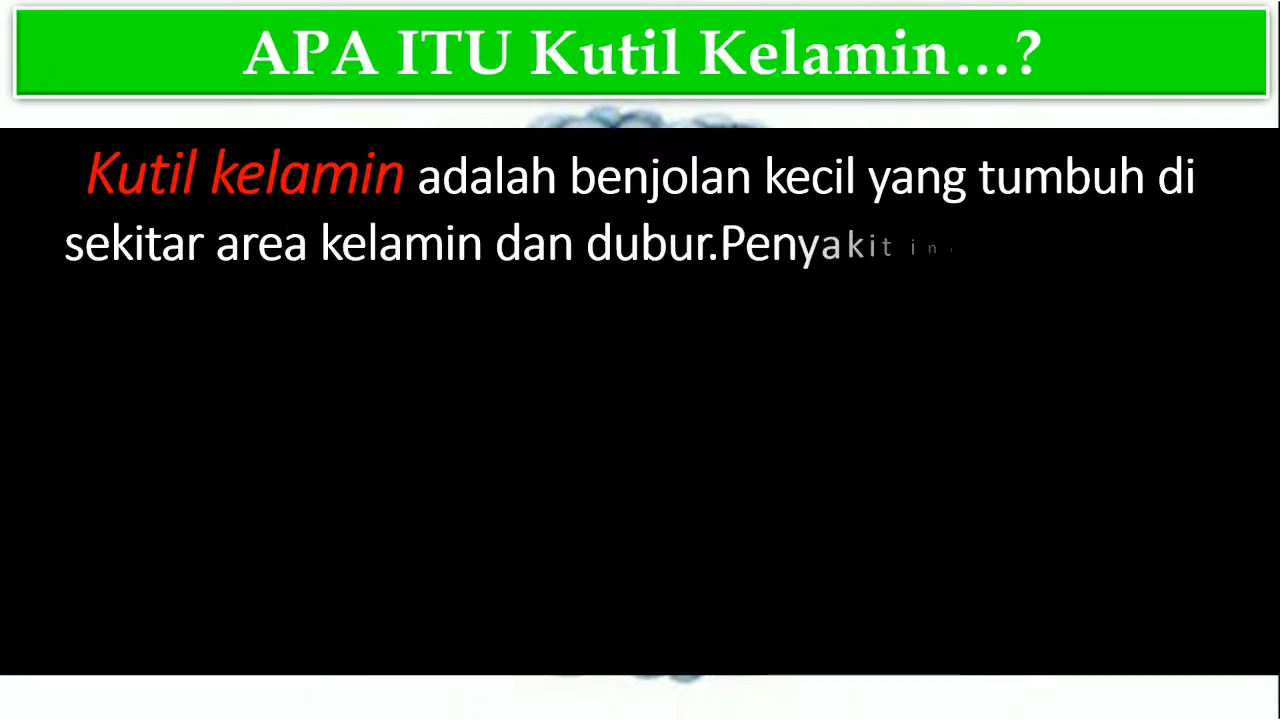 APA ITU Kutil Kelamin...?
Kutil kelamin adalah benjolan kecil yang tumbuh di
sekitar area kelamin dan dubur.Penyakit